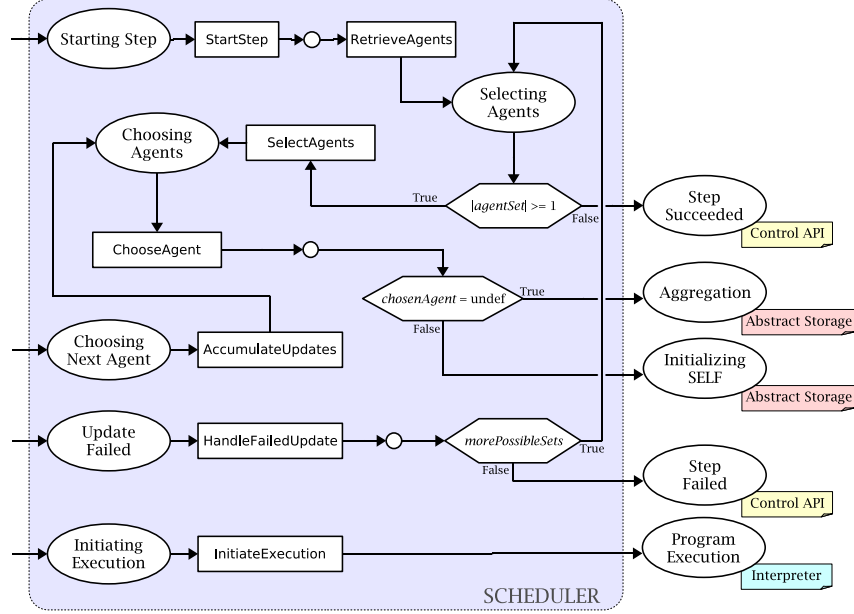 Starting Step
StartStep
RetrieveAgents
Selecting
Agents
Choosing
Agents
SelectAgents
True
|agentSet| >= 1
False
Step
Succeeded
Control API
ChooseAgent
chosenAgent = undef
True
False
Aggregation
Abstract Storage
Choosing
Next Agent
AccumulateUpdates
Initializing
SELF
Abstract Storage
Update
Failed
HandleFailedUpdate
morePossibleSets
True
False
Step
Failed
Control API
Initiating
Execution
InitiateExecution
Program
Execution
Interpreter
SCHEDULER